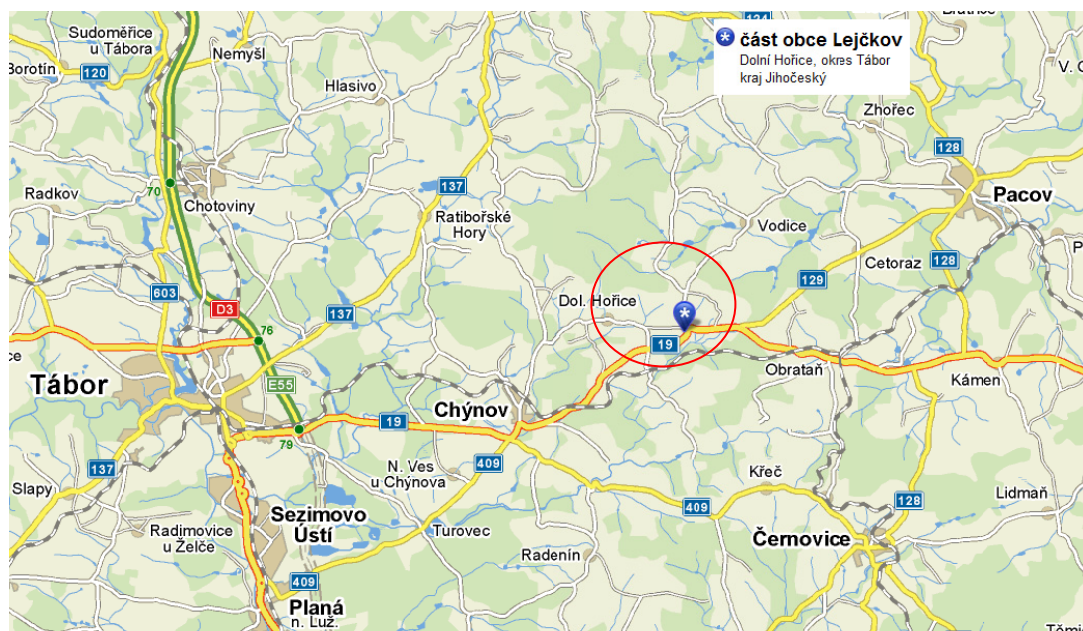 část obce Lejčkov
Dolní Hořice, okres Tábor
kraj Jihočeský
Sudoměřice
u Tábora
Nemyšl
Borotín
120
Hlasivo
Zhořec
128
Pacov
Radkov
70
Chotoviny
137
Ratibořské
Hory
Vodice
128
Cetoraz
129
603
D3
76
137
Dol. Hořice
19
Obrataň
Kámen
Tábor
E55
Chýnov
19
79
409
137
Slapy
N. Ves
u Chýnova
Křeč
409
128
Lidmaň
Sezimovo
Ústí
Radimovice
u Želče
Turovec
Radenín
Černovice
409
Planá
n. Luž.